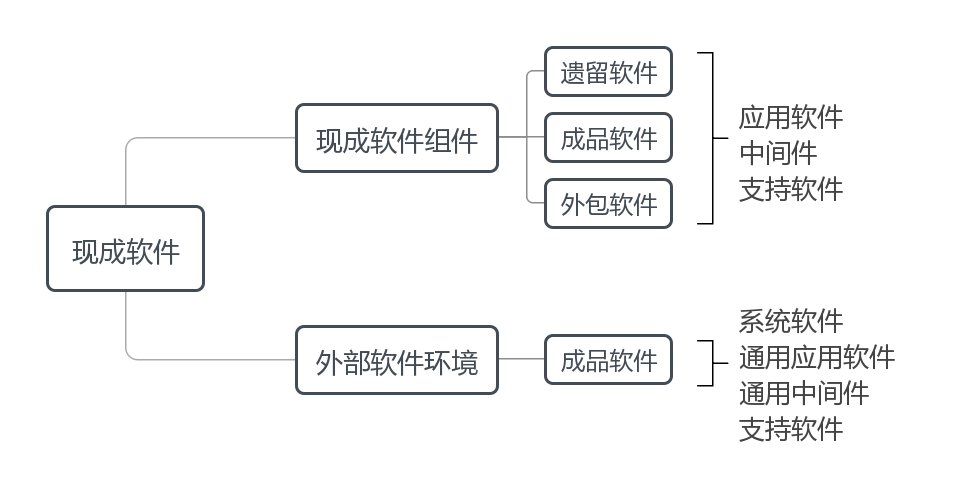 现成软件
现成软件组件
遗留软件
成品软件
外包软件
应用软件
中间件
支持软件
外部软件环境
成品软件
系统软件
通用应用软件
通用中间件
支持软件